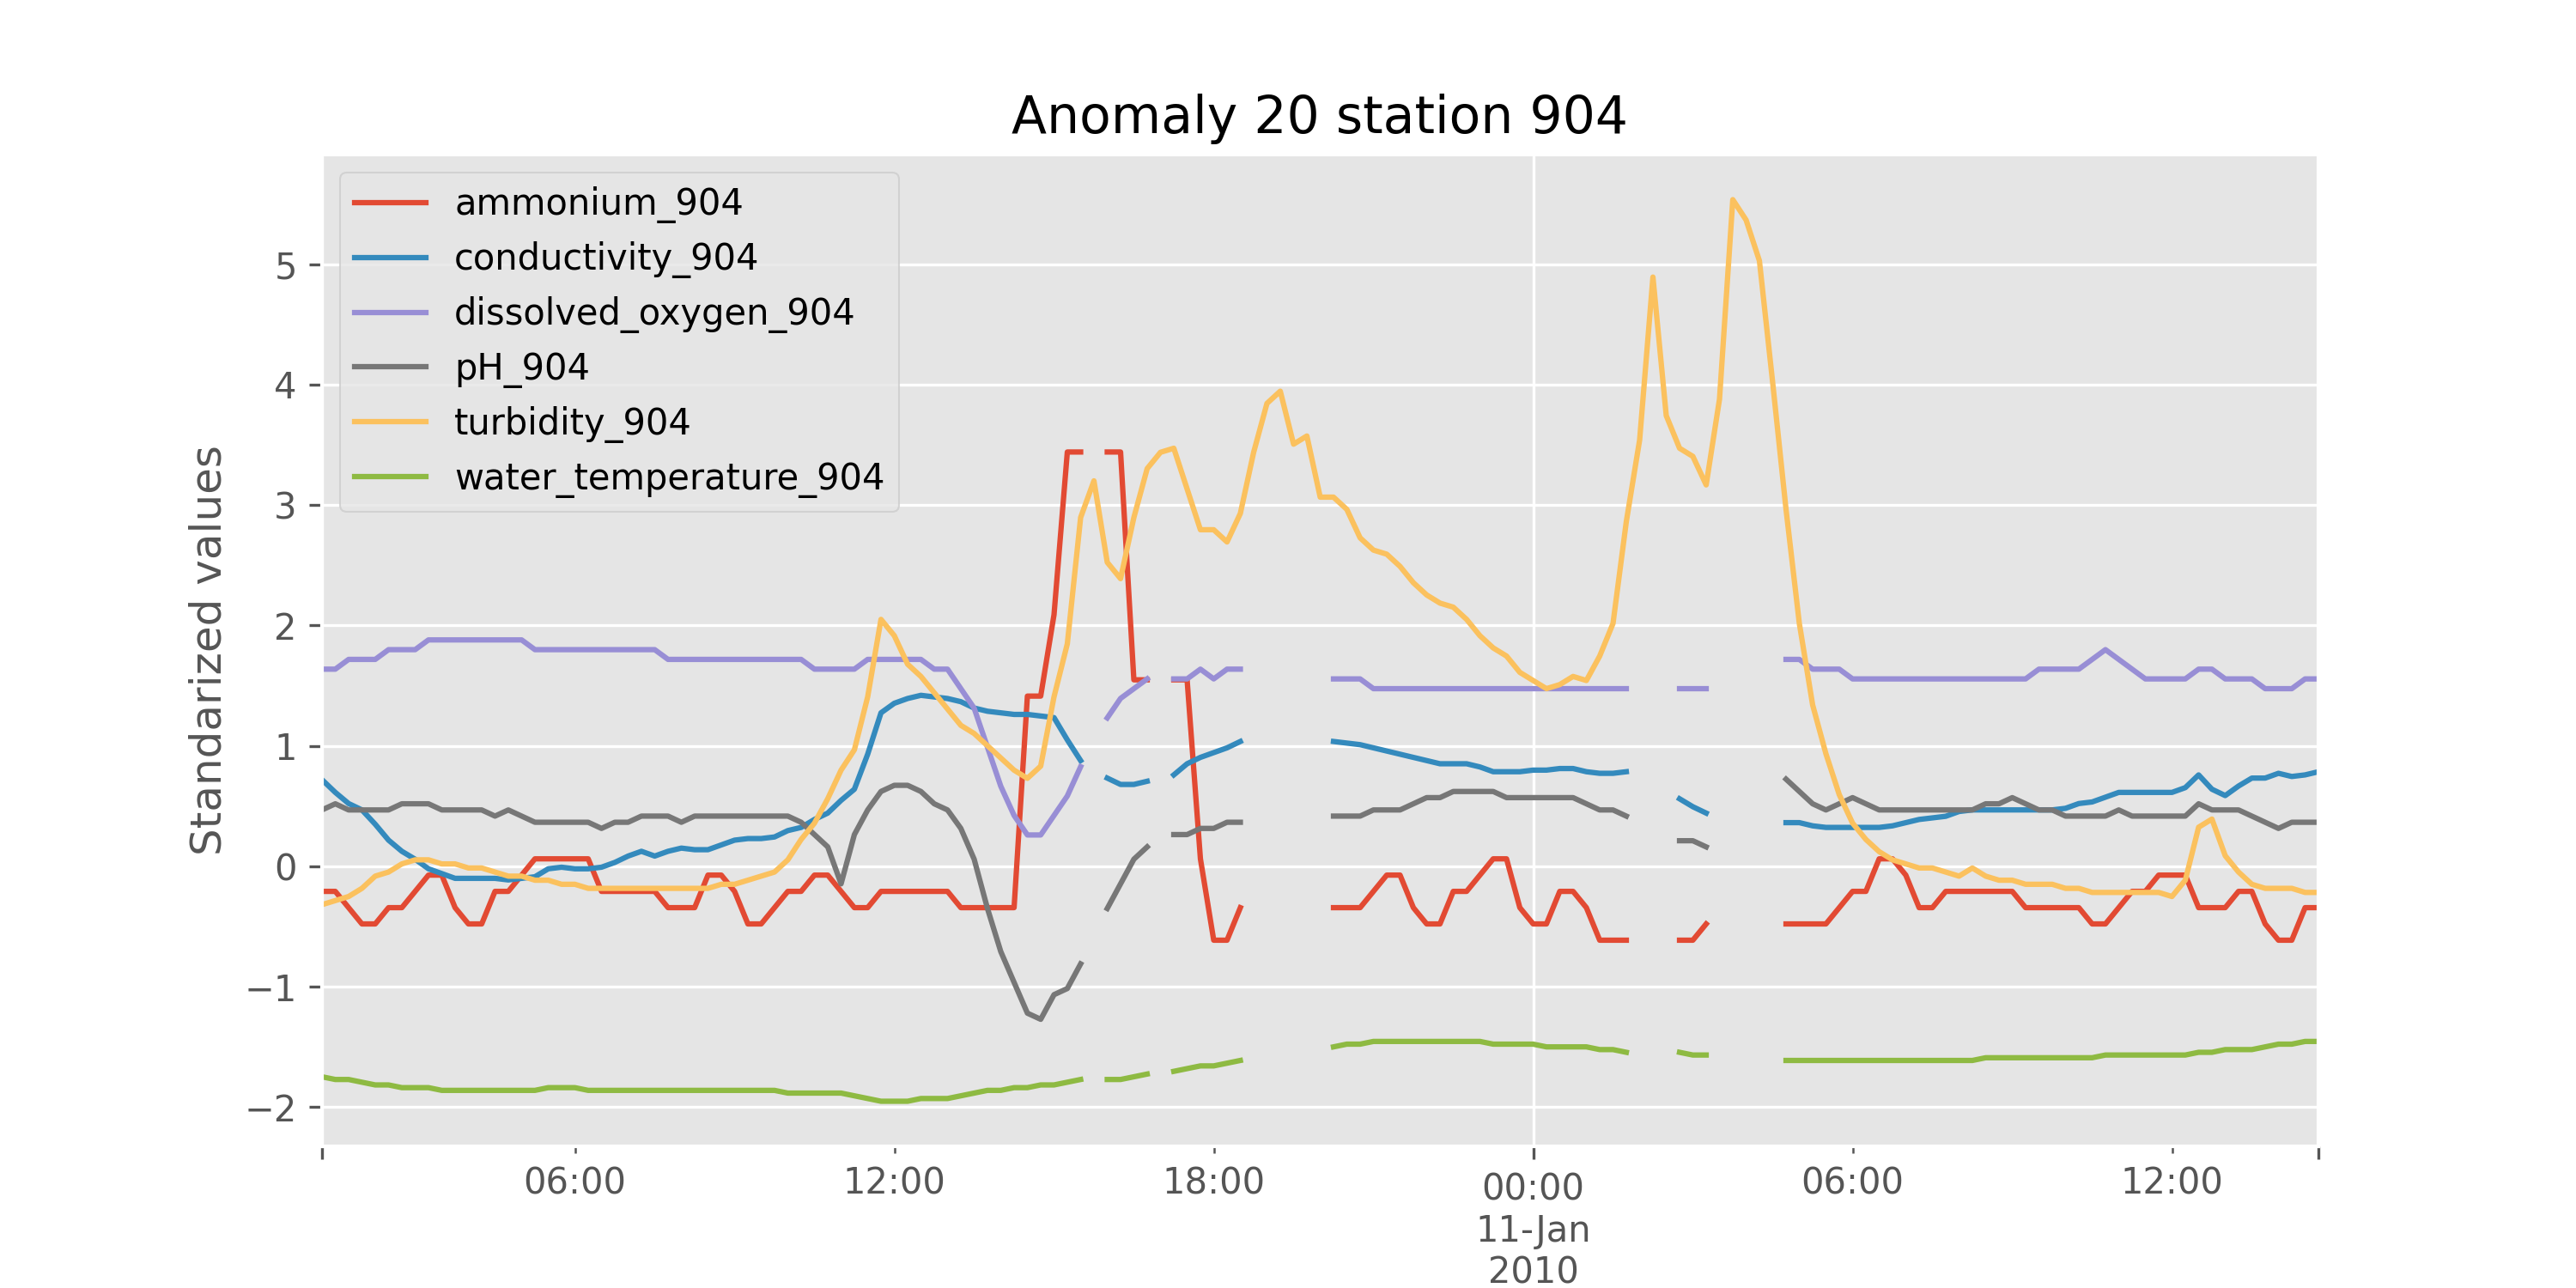 Anomaly 20 station 904
ammonium_904
conductivity_904
dissolved_oxygen_904
pH_904
turbidity_904
water_temperature_904
Standarized values
5
4
3
2
1
0
−1
−2
06:00
12:00
18:00
00:00
11-Jan
2010
06:00
12:00